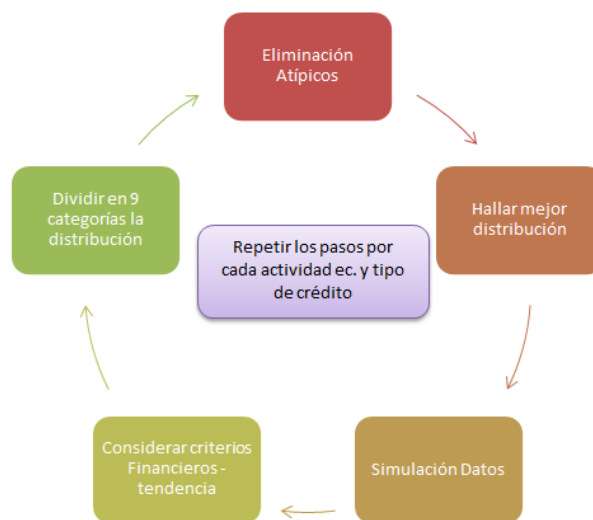 Eliminación
Atípicos
Hallar mejor
distribución
Simulación Datos
Considerar criterios
Financieros -
tendencia
Dividir en 9
categorías la
distribución
Repetir los pasos por
cada actividad ec. y tipo
de crédito